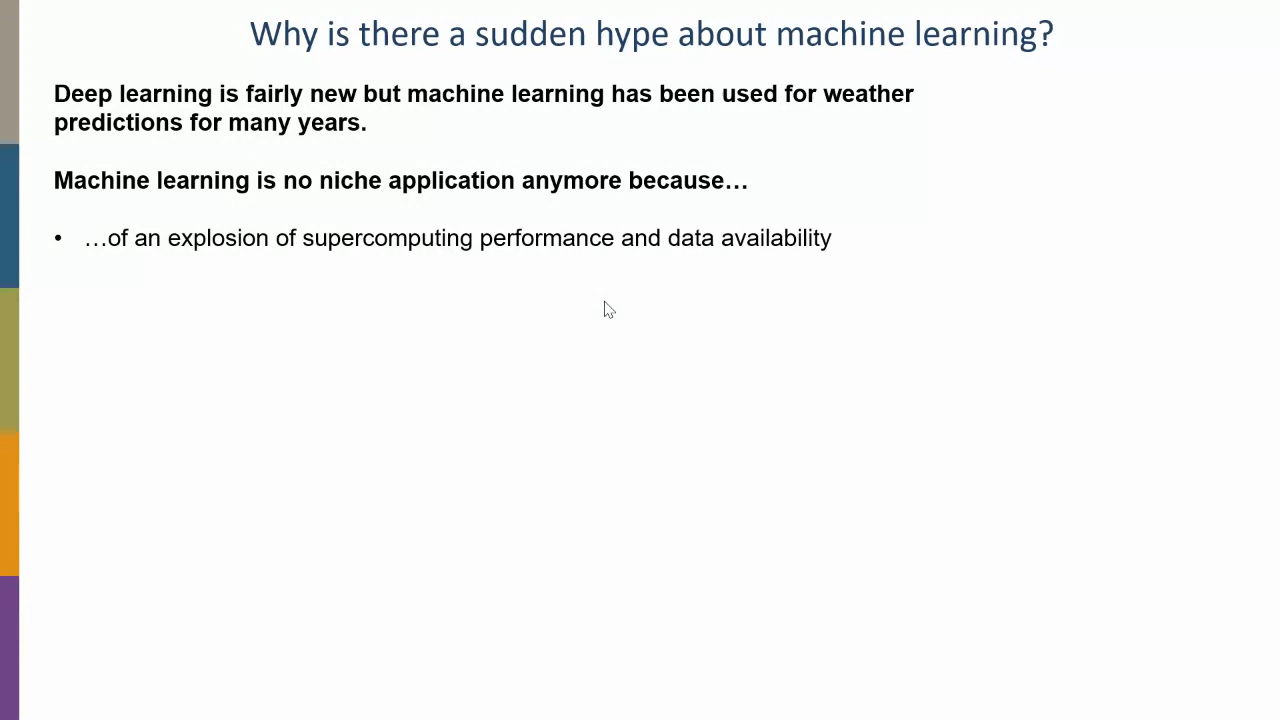 Why is there a sudden hype about machine learning?
Deep learning is fairly new but machine learning has been used for weather
predictions for many years.
Machine learning is no niche application anymore because…
• …of an explosion of supercomputing performance and data availability